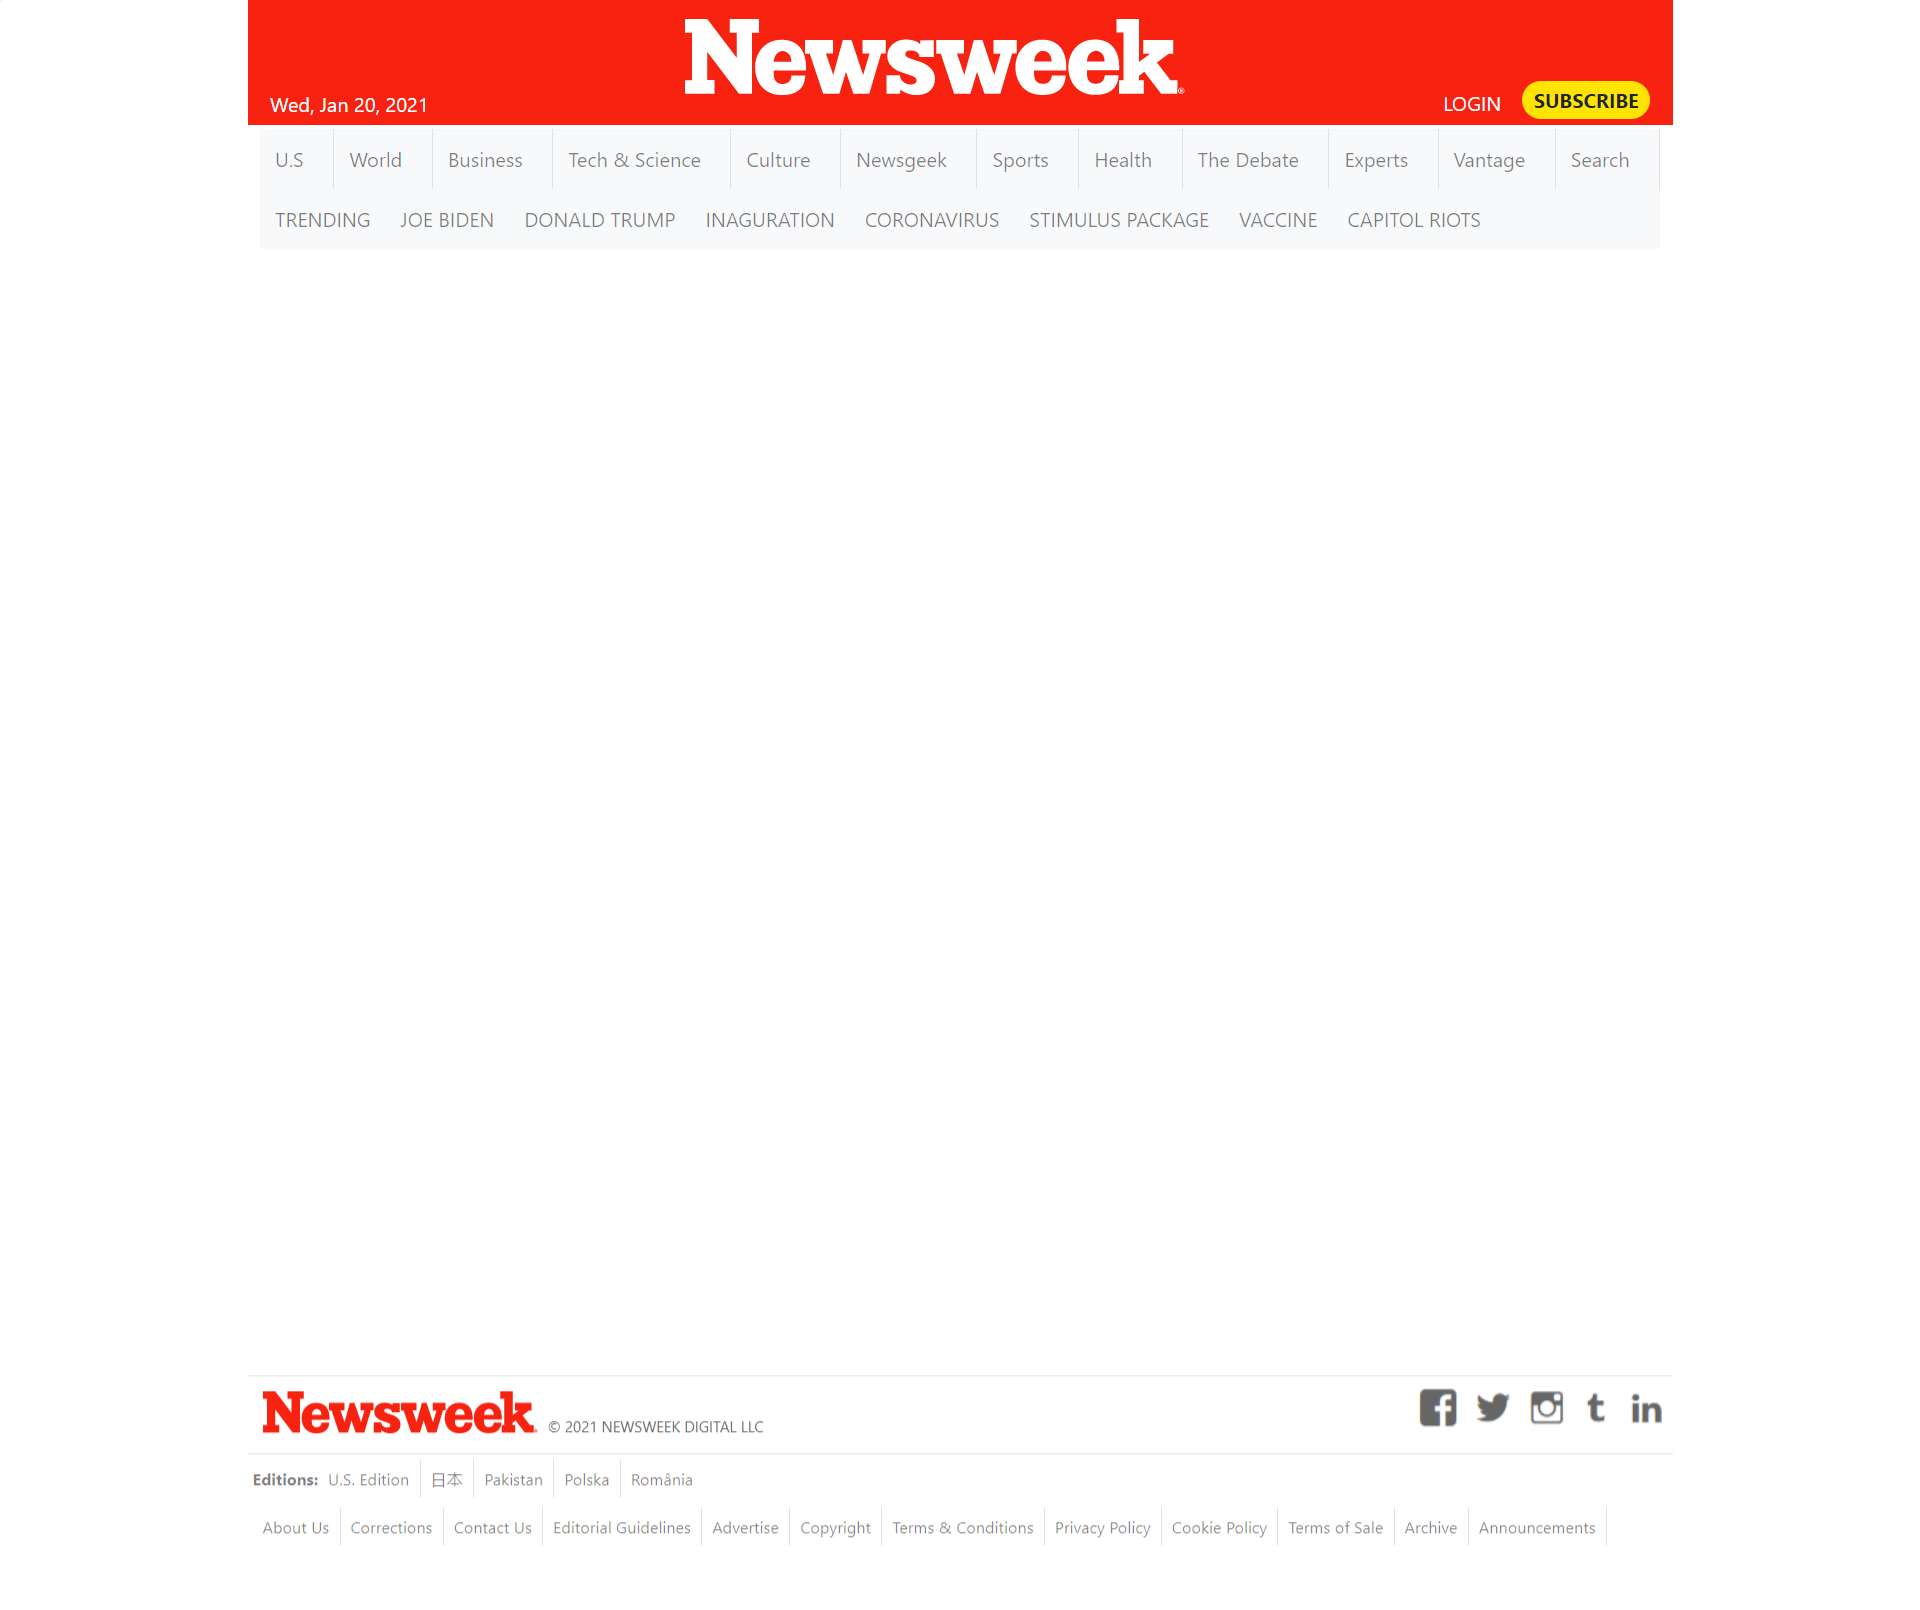 Newsweek®
Wed, Jan 20, 2021 LOGIN SUBSCRIBE
U.S World Business Tech & Science Culture Newsgeek Sports Health The Debate Experts Vantage Search
TRENDING JOE BIDEN DONALD TRUMP INAGURATION CORONAVIRUS STIMULUS PACKAGE VACCINE CAPITOL RIOTS
Newsweek © 2021 NEWSWEEK DIGITAL LLC
Editions: U.S. Edition 日本 Pakistan Polska România
About Us Corrections Contact Us Editorial Guidelines Advertise Copyright Terms & Conditions Privacy Policy Cookie Policy Terms of Sale Archive Announcements